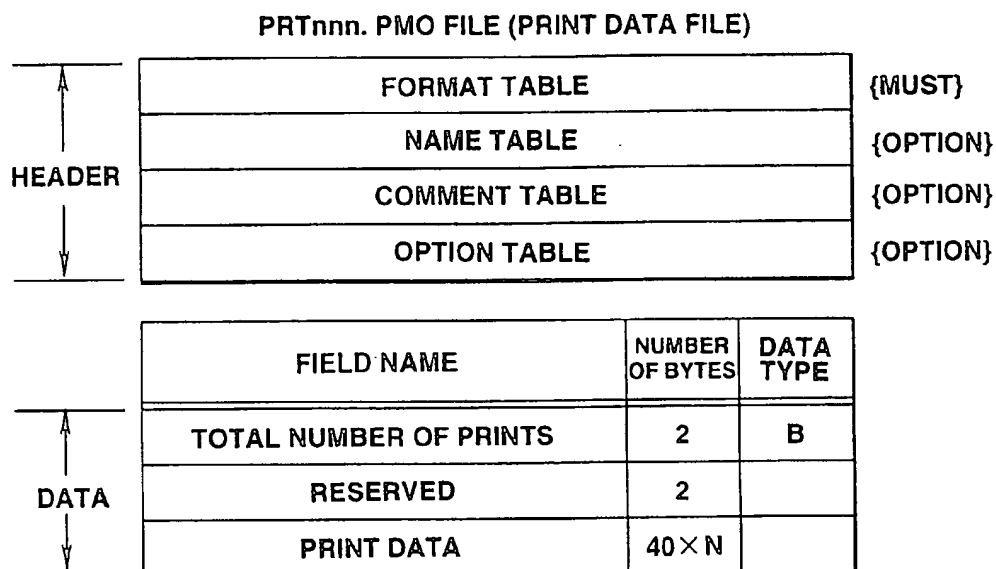 PRTnnn. PMO FILE (PRINT DATA FILE)
HEADER
FORMAT TABLE {MUST}
NAME TABLE {OPTION}
COMMENT TABLE {OPTION}
OPTION TABLE {OPTION}
FIELD NAME NUMBER OF BYTES DATA TYPE
DATA
TOTAL NUMBER OF PRINTS 2 B
RESERVED 2
PRINT DATA 40×N